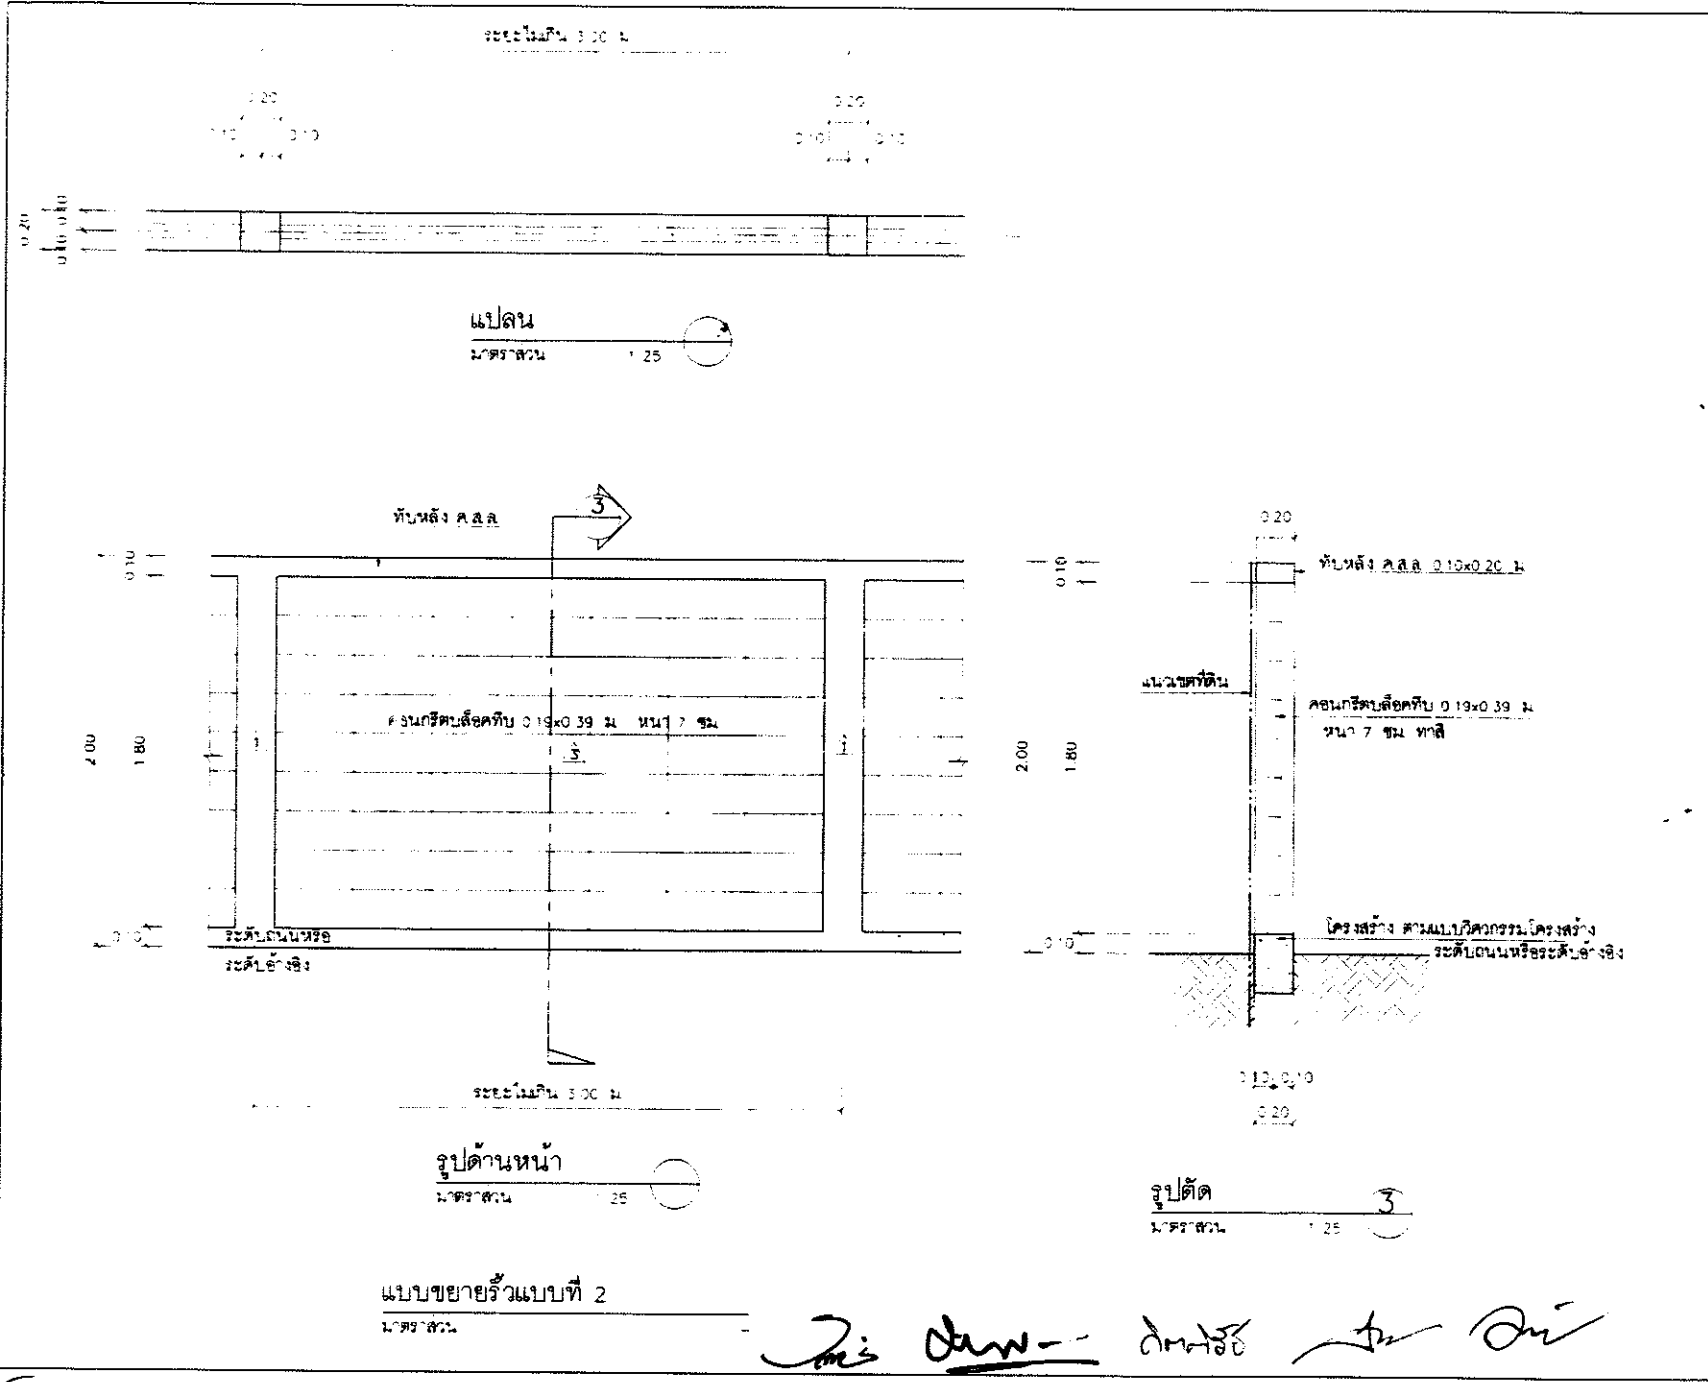 ระยะไม่เกิน 3.00 ม
0.20
0.20
0.10 0.10
0.10 0.10
0.20
0.10 0.10
แปลน
มาตราส่วน 1:25
3
ทับหลัง ค.ส.ล.
0.20
0.10
0.10
ทับหลัง ค.ส.ล. 0.10x0.20 ม
แนวเขตที่ดิน
คอนกรีตบล็อคทึบ 0.19x0.39 ม
หนา 7 ซม ทาสี
คอนกรีตบล็อคทึบ 0.19x0.39 ม หนา 7 ซม
2.00
1.80
1
3
1
2.00
1.80
โครงสร้าง ตามแบบวิศวกรรมโครงสร้าง
0.10
ระดับถนนหรือ
0.10
ระดับถนนหรือระดับอ้างอิง
ระดับอ้างอิง
0.10 0.10
ระยะไม่เกิน 3.00 ม
0.20
รูปด้านหน้า
มาตราส่วน 1:25
รูปตัด 3
มาตราส่วน 1:25
แบบขยายรั้วแบบที่ 2
มาตราส่วน -